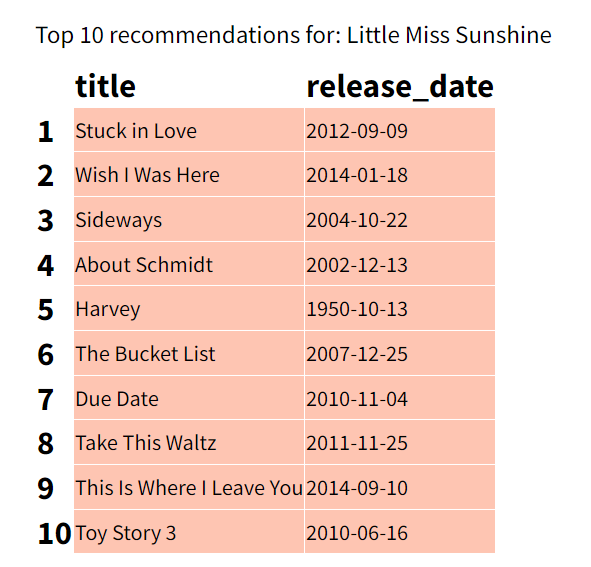 Top 10 recommendations for: Little Miss Sunshine
title release_date
1 Stuck in Love 2012-09-09
2 Wish I Was Here 2014-01-18
3 Sideways 2004-10-22
4 About Schmidt 2002-12-13
5 Harvey 1950-10-13
6 The Bucket List 2007-12-25
7 Due Date 2010-11-04
8 Take This Waltz 2011-11-25
9 This Is Where I Leave You 2014-09-10
10 Toy Story 3 2010-06-16